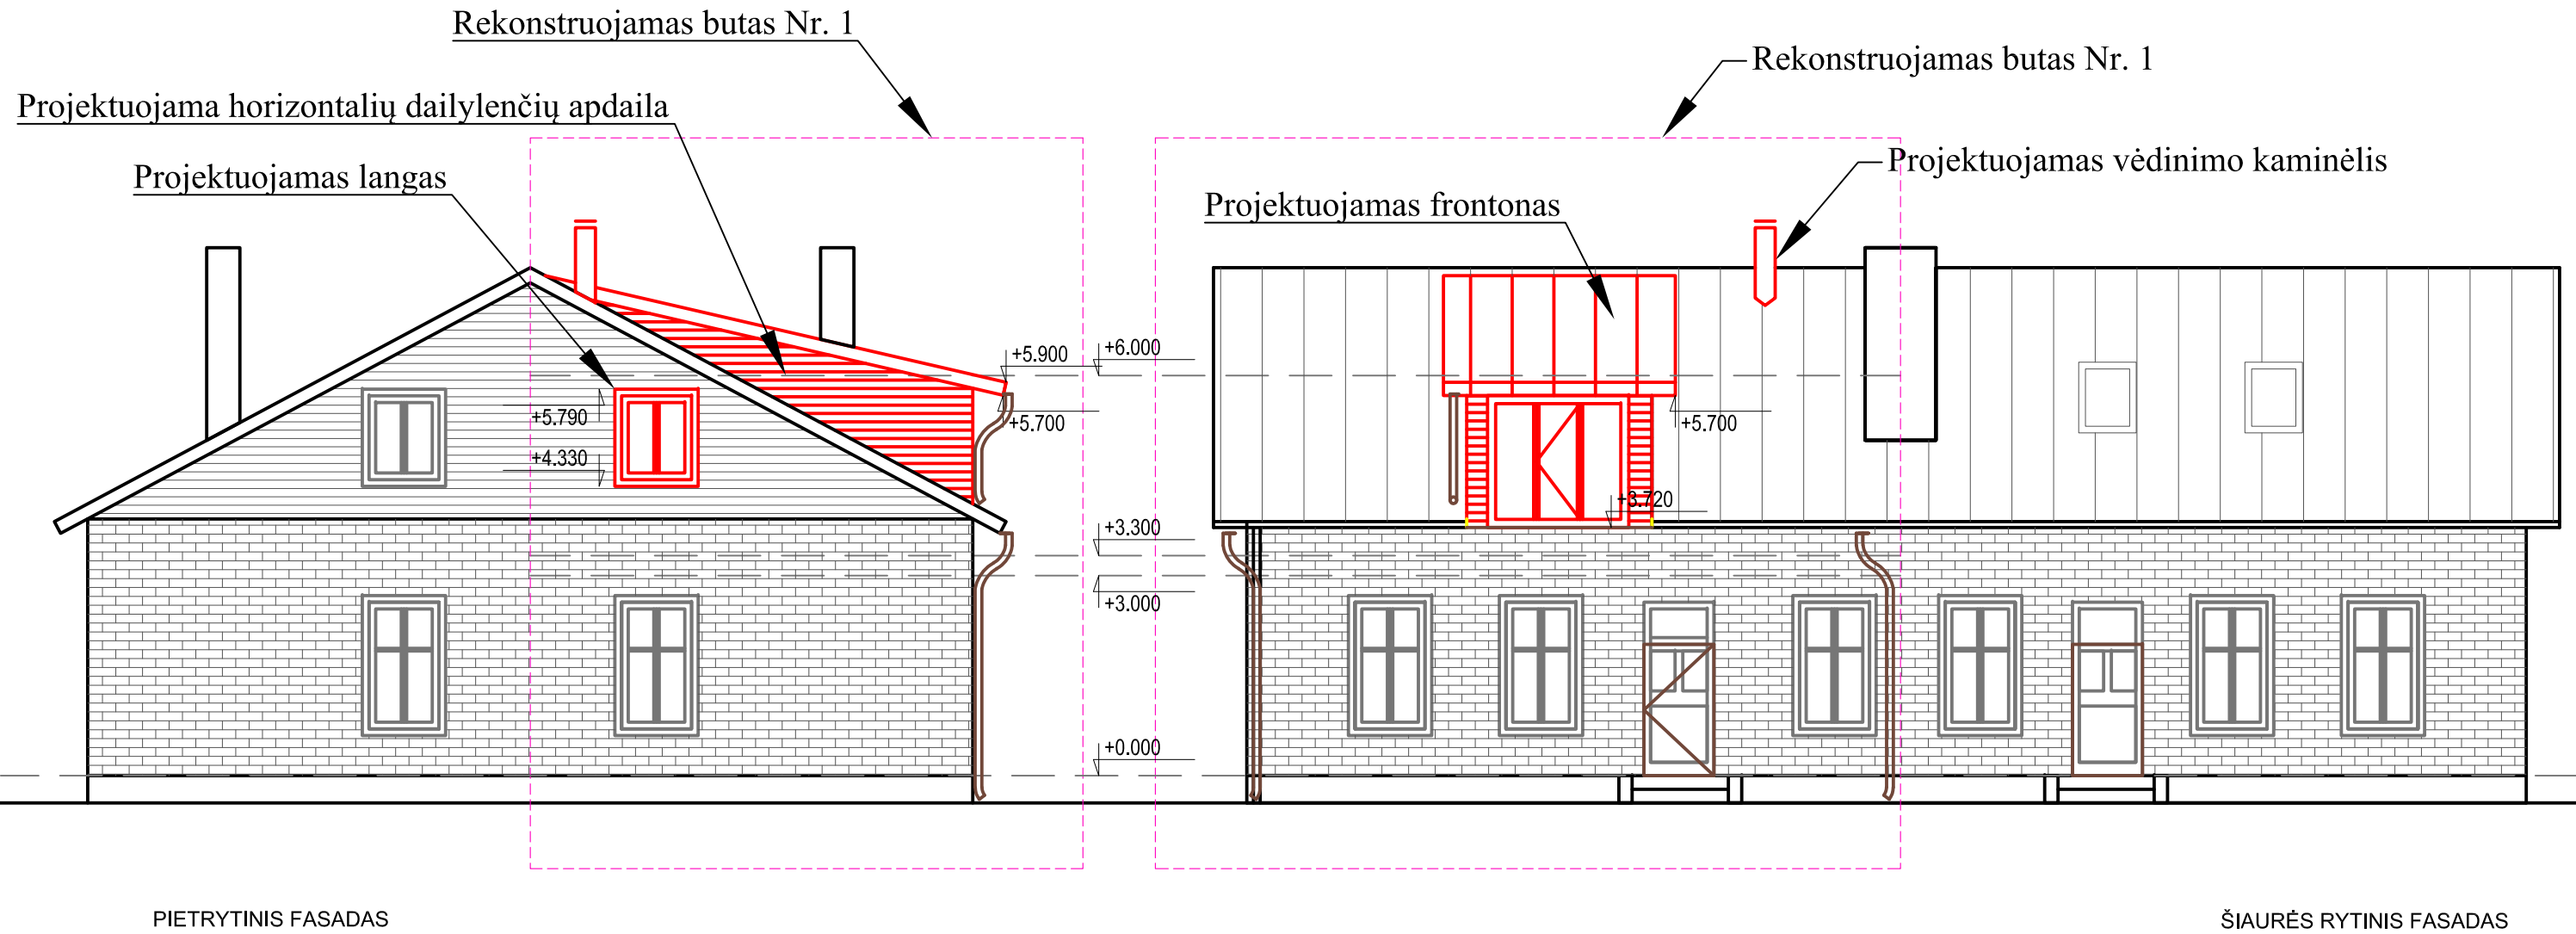 Rekonstruojamas butas Nr. 1
Rekonstruojamas butas Nr. 1
Projektuojama horizontalių dailylenčių apdaila
Projektuojamas langas
Projektuojamas vėdinimo kaminėlis
Projektuojamas frontonas
+5.900
+6.000
+5.790
+5.700
+5.700
+4.330
+3.720
+3.300
+3.000
+0.000
PIETRYTINIS FASADAS
ŠIAURĖS RYTINIS FASADAS